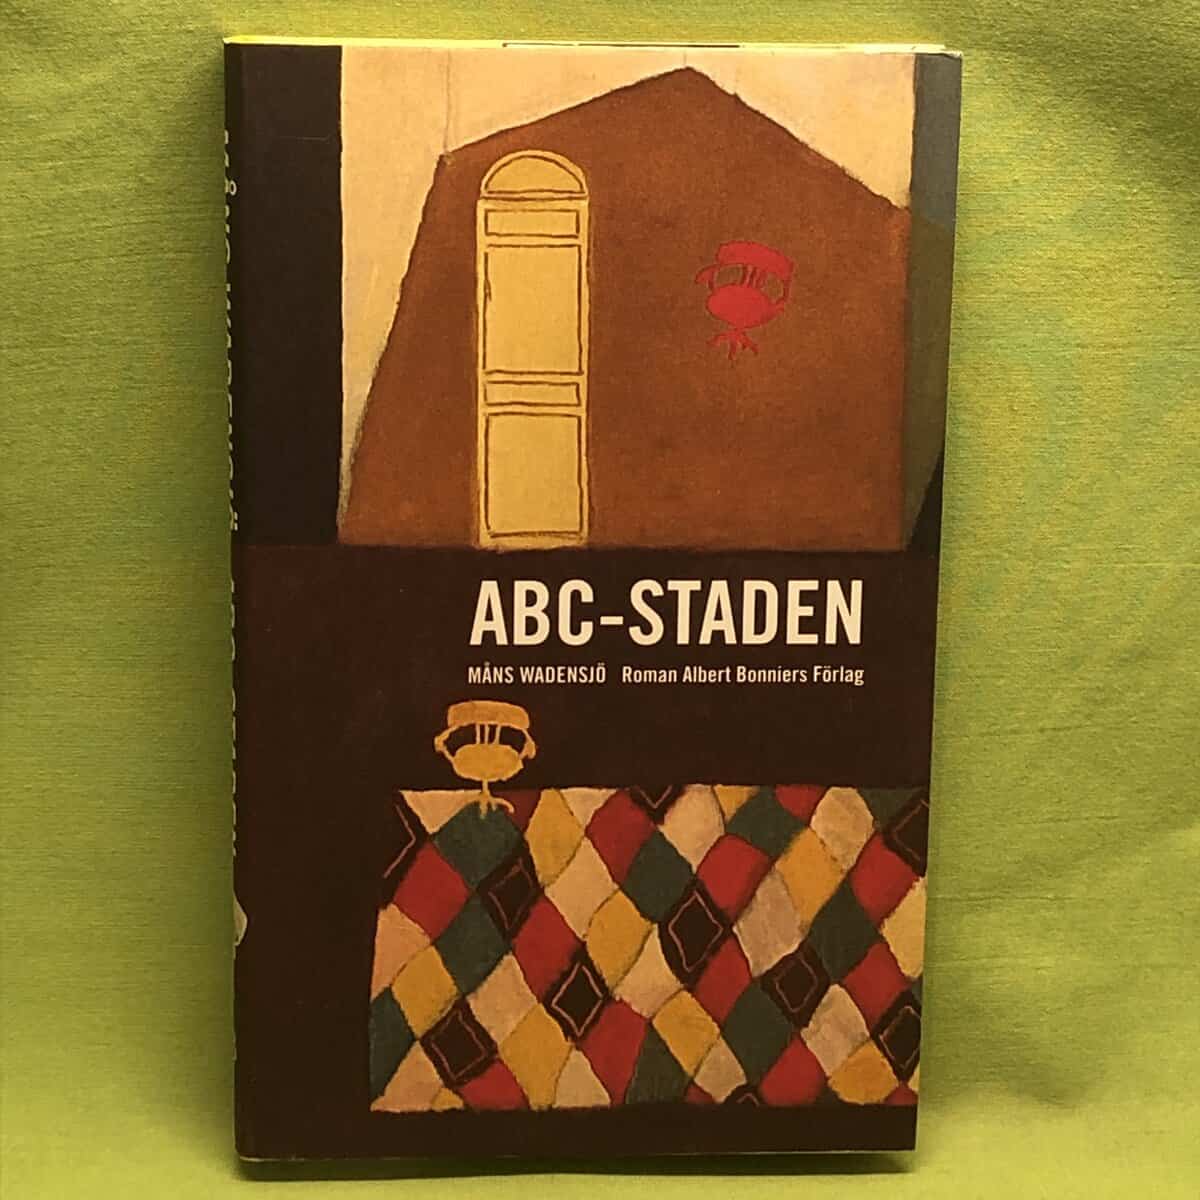 ABC-STADEN
MÅNS WADENSJÖ Roman Albert Bonniers Förlag